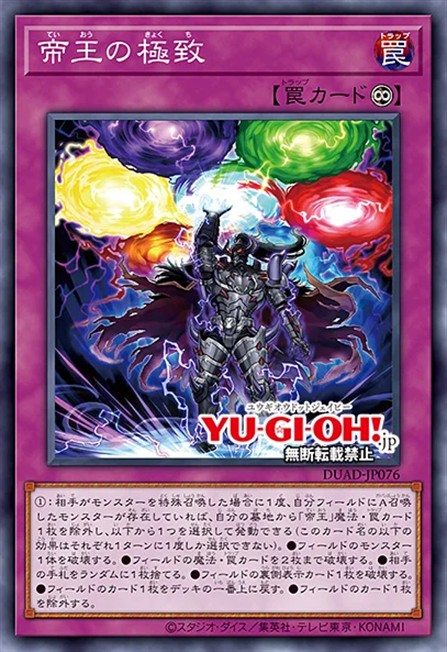 帝王の極致
罠
【罠カード∞】
ユウギオウドットジェイピー
YU-GI-OH!.jp
無断転載禁止
DUAD-JP076
①：相手がモンスターを特殊召喚した場合に1度、自分フィールドにA召
喚したモンスターが存在していれば、自分の墓地から「帝王」魔法・罠カード
1枚を除外し、以下から1つを選択して発動できる（このカード名の以下の
効果はそれぞれ1ターンに1度しか選択できない）。●フィールドのモンスター
1体を破壊する。●フィールドの魔法・罠カードを2枚まで破壊する。●相手
の手札をランダムに1枚捨てる。●フィールドの裏側表示カード1枚を破壊する。
●フィールドのカード1枚をデッキの一番上に戻す。●フィールドのカード1枚
を除外する。
©スタジオ・ダイス／集英社・テレビ東京・KONAMI